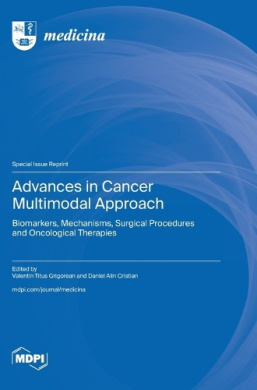 medicina
Special Issue Reprint
Advances in Cancer
Multimodal Approach
Biomarkers, Mechanisms, Surgical Procedures
and Oncological Therapies
Edited by
Valentin Titus Grigorean and Daniel Alin Cristian
mdpi.com/journal/medicina
MDPI